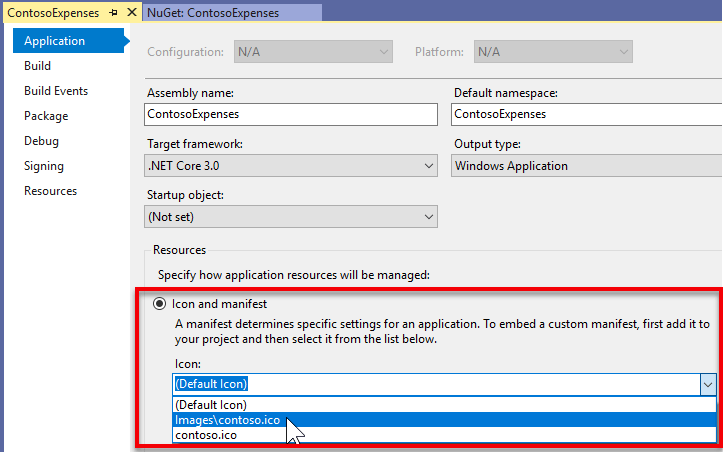 ContosoExpenses NuGet: ContosoExpenses
Application
Build
Build Events
Package
Debug
Signing
Resources
Configuration: N/A Platform: N/A
Assembly name: Default namespace:
ContosoExpenses ContosoExpenses
Target framework: Output type:
.NET Core 3.0 Windows Application
Startup object:
(Not set)
Resources
Specify how application resources will be managed:
Icon and manifest
A manifest determines specific settings for an application. To embed a custom manifest, first add it to
your project and then select it from the list below.
Icon:
(Default Icon)
(Default Icon)
Images\contoso.ico
contoso.ico